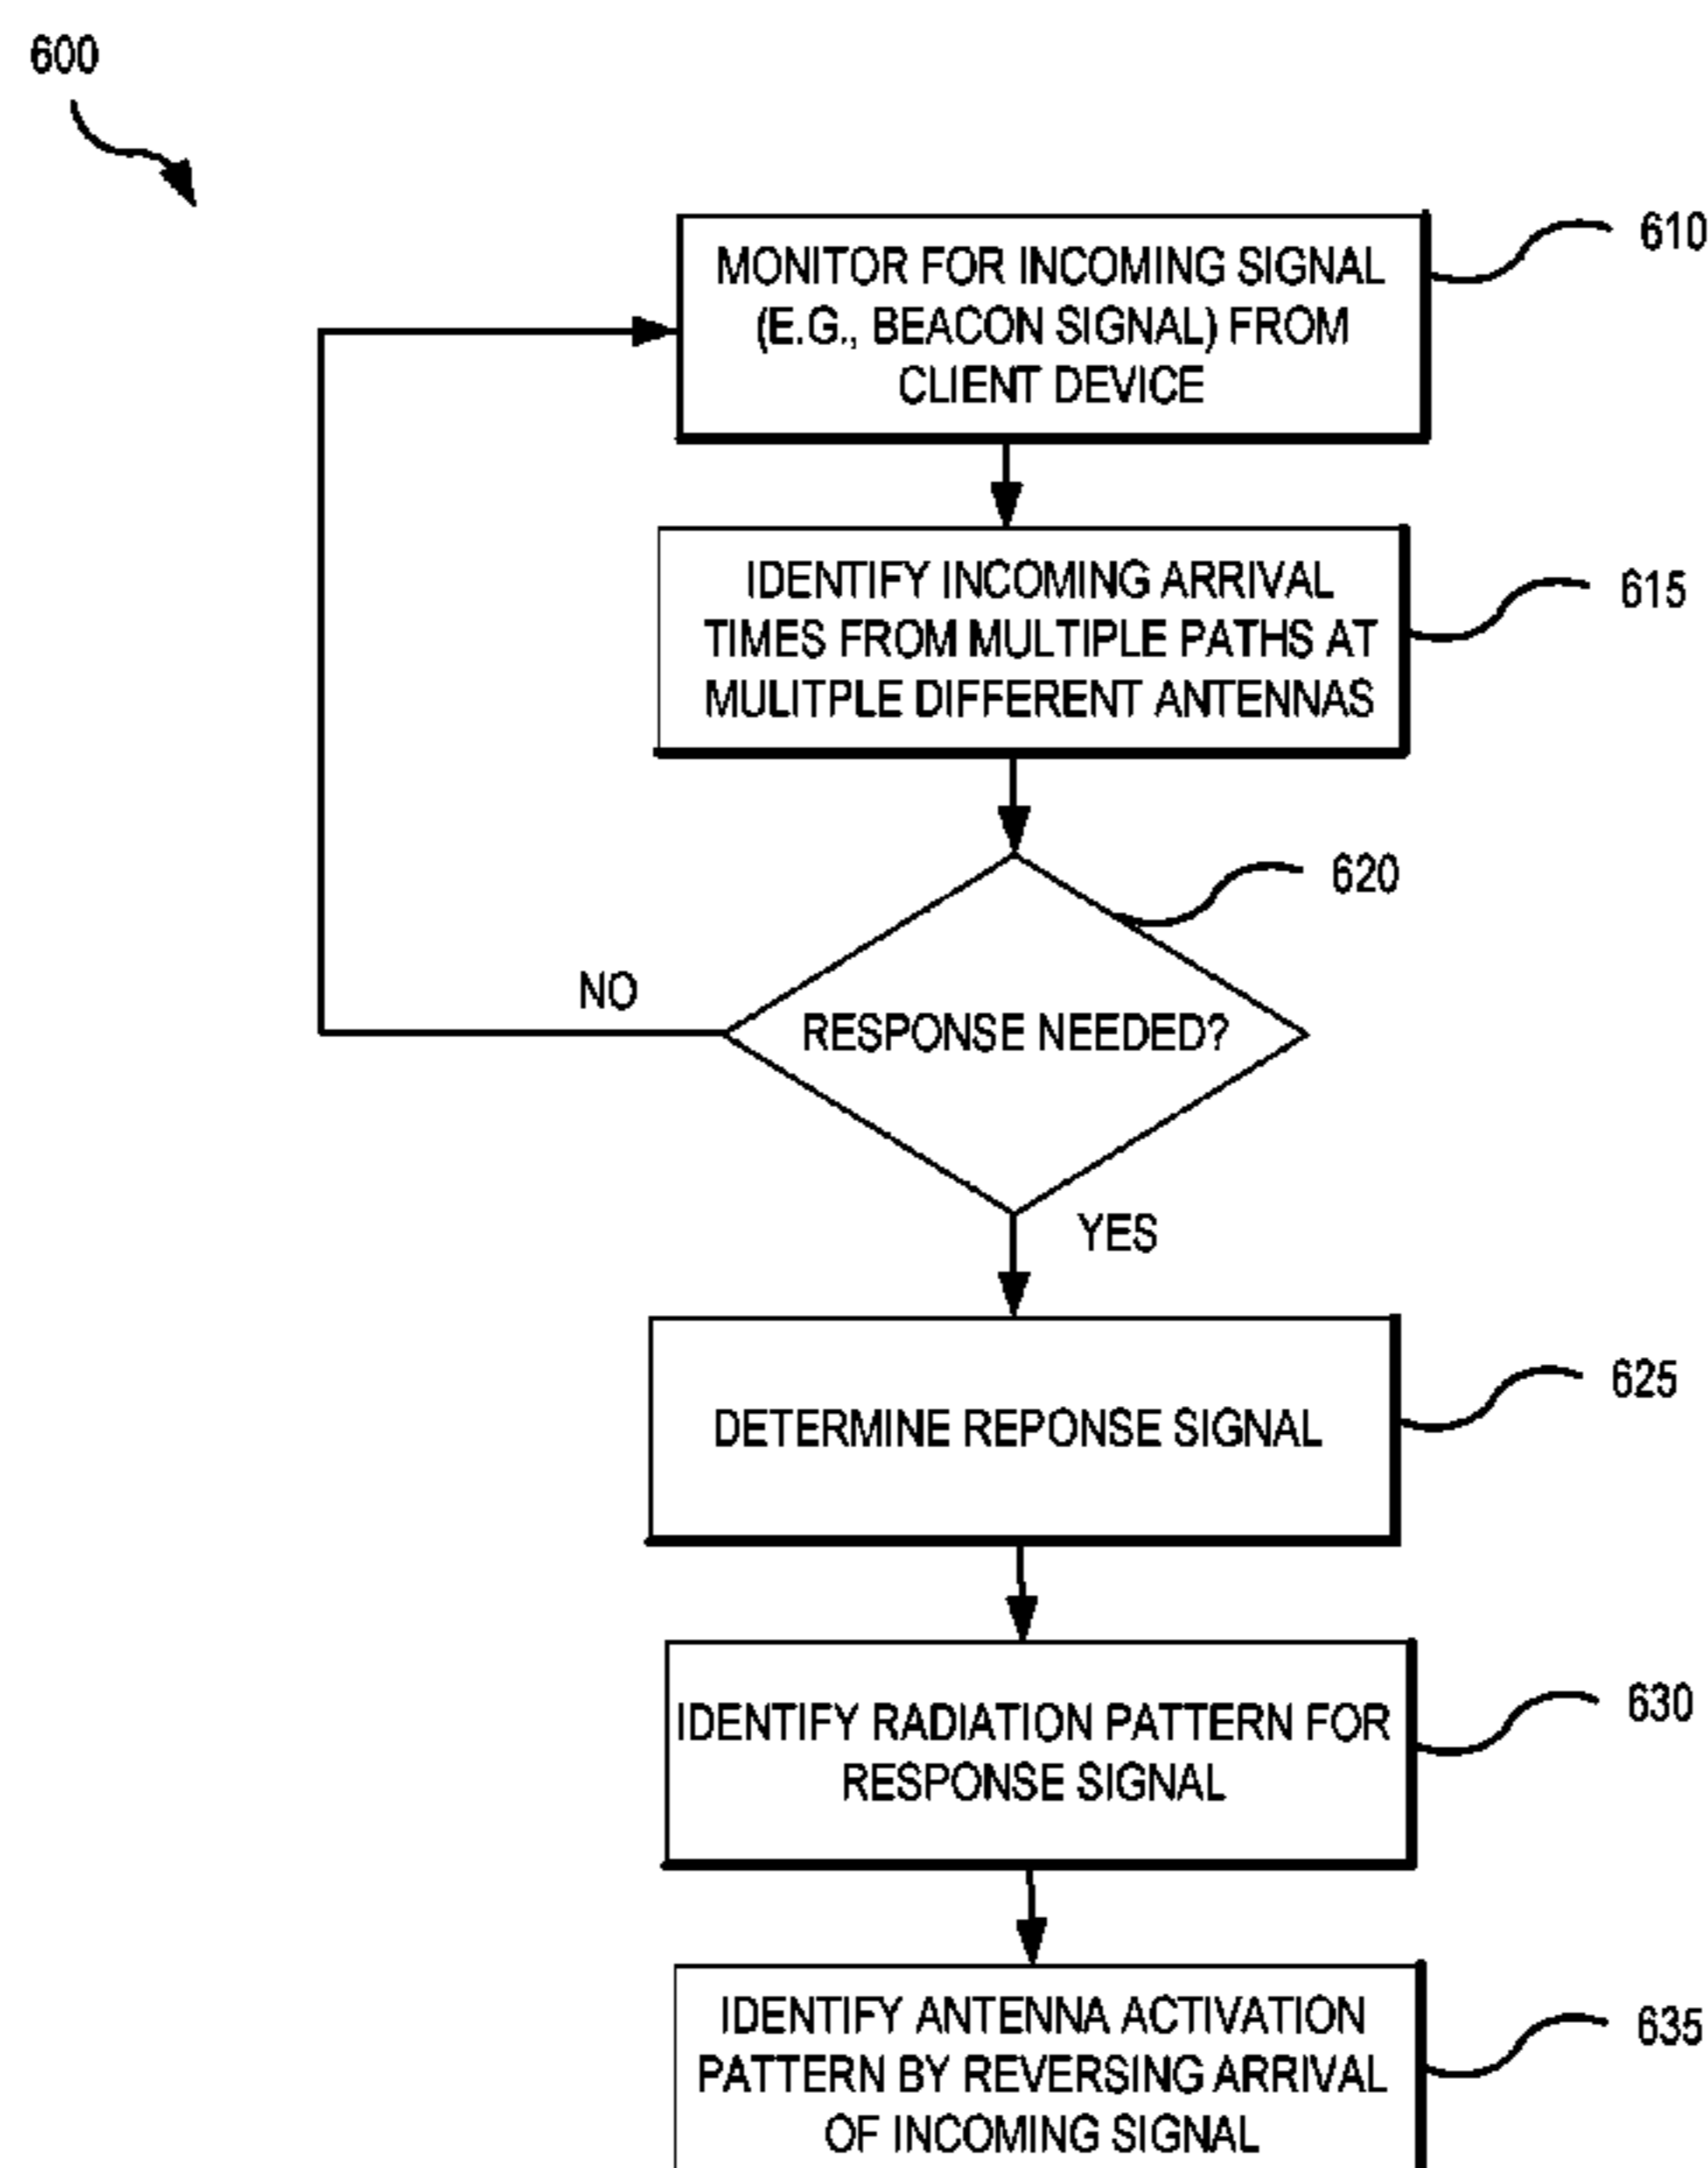 600
MONITOR FOR INCOMING SIGNAL
(E.G., BEACON SIGNAL) FROM
CLIENT DEVICE
610
IDENTIFY INCOMING ARRIVAL
TIMES FROM MULTIPLE PATHS AT
MULITPLE DIFFERENT ANTENNAS
615
620
NO
RESPONSE NEEDED?
YES
DETERMINE REPONSE SIGNAL
625
IDENTIFY RADIATION PATTERN FOR
RESPONSE SIGNAL
630
IDENTIFY ANTENNA ACTIVATION
PATTERN BY REVERSING ARRIVAL
OF INCOMING SIGNAL
635